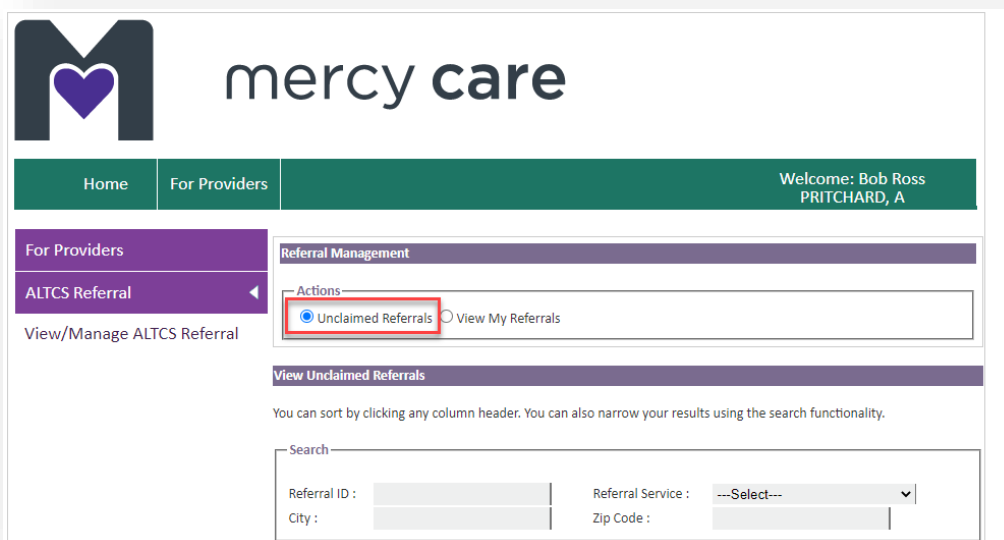 mercy care
Home For Providers Welcome: Bob Ross
PRITCHARD, A
For Providers
ALTCS Referral
View/Manage ALTCS Referral
Referral Management
Actions
Unclaimed Referrals View My Referrals
View Unclaimed Referrals
You can sort by clicking any column header. You can also narrow your results using the search functionality.
Search
Referral ID : Referral Service : ---Select---
City : Zip Code :